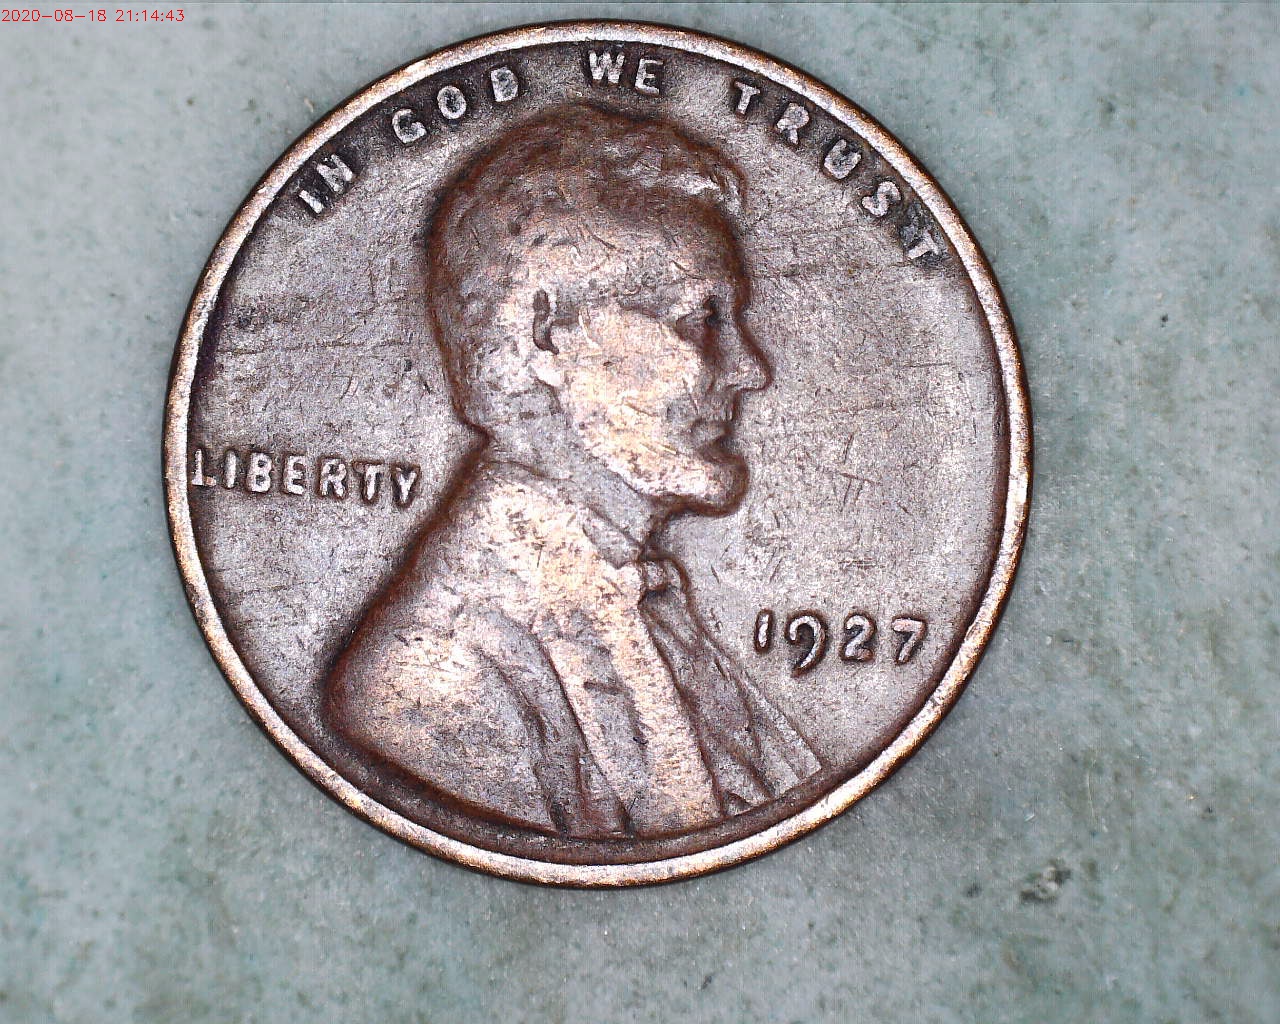 2020-08-18 21:14:43
IN GOD WE TRUST
LIBERTY
1927